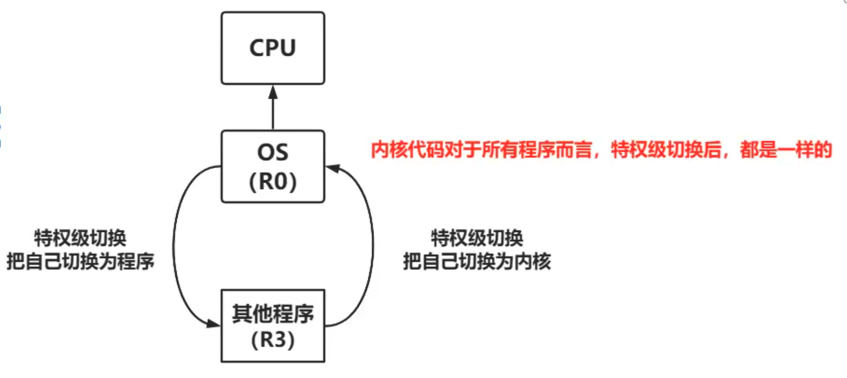 CPU
OS
（R0）
内核代码对于所有程序而言，特权级切换后，都是一样的
特权级切换
把自己切换为程序
特权级切换
把自己切换为内核
其他程序
（R3）